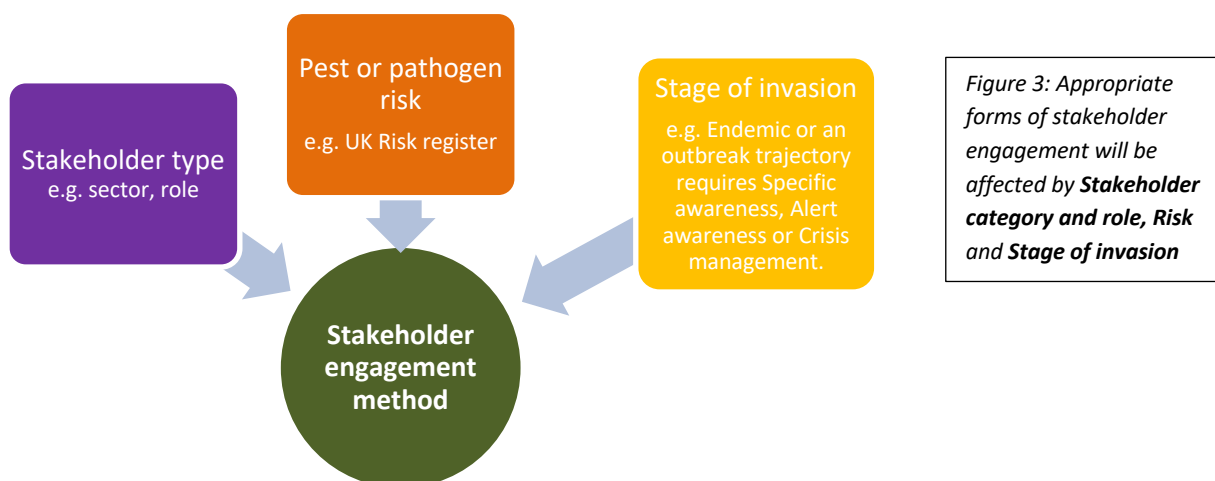 Stakeholder type
e.g. sector, role
Pest or pathogen
risk
e.g. UK Risk register
Stage of invasion
e.g. Endemic or an
outbreak trajectory
requires Specific
awareness, Alert
awareness or Crisis
management.
Stakeholder
engagement
method
Figure 3: Appropriate
forms of stakeholder
engagement will be
affected by Stakeholder
category and role, Risk
and Stage of invasion